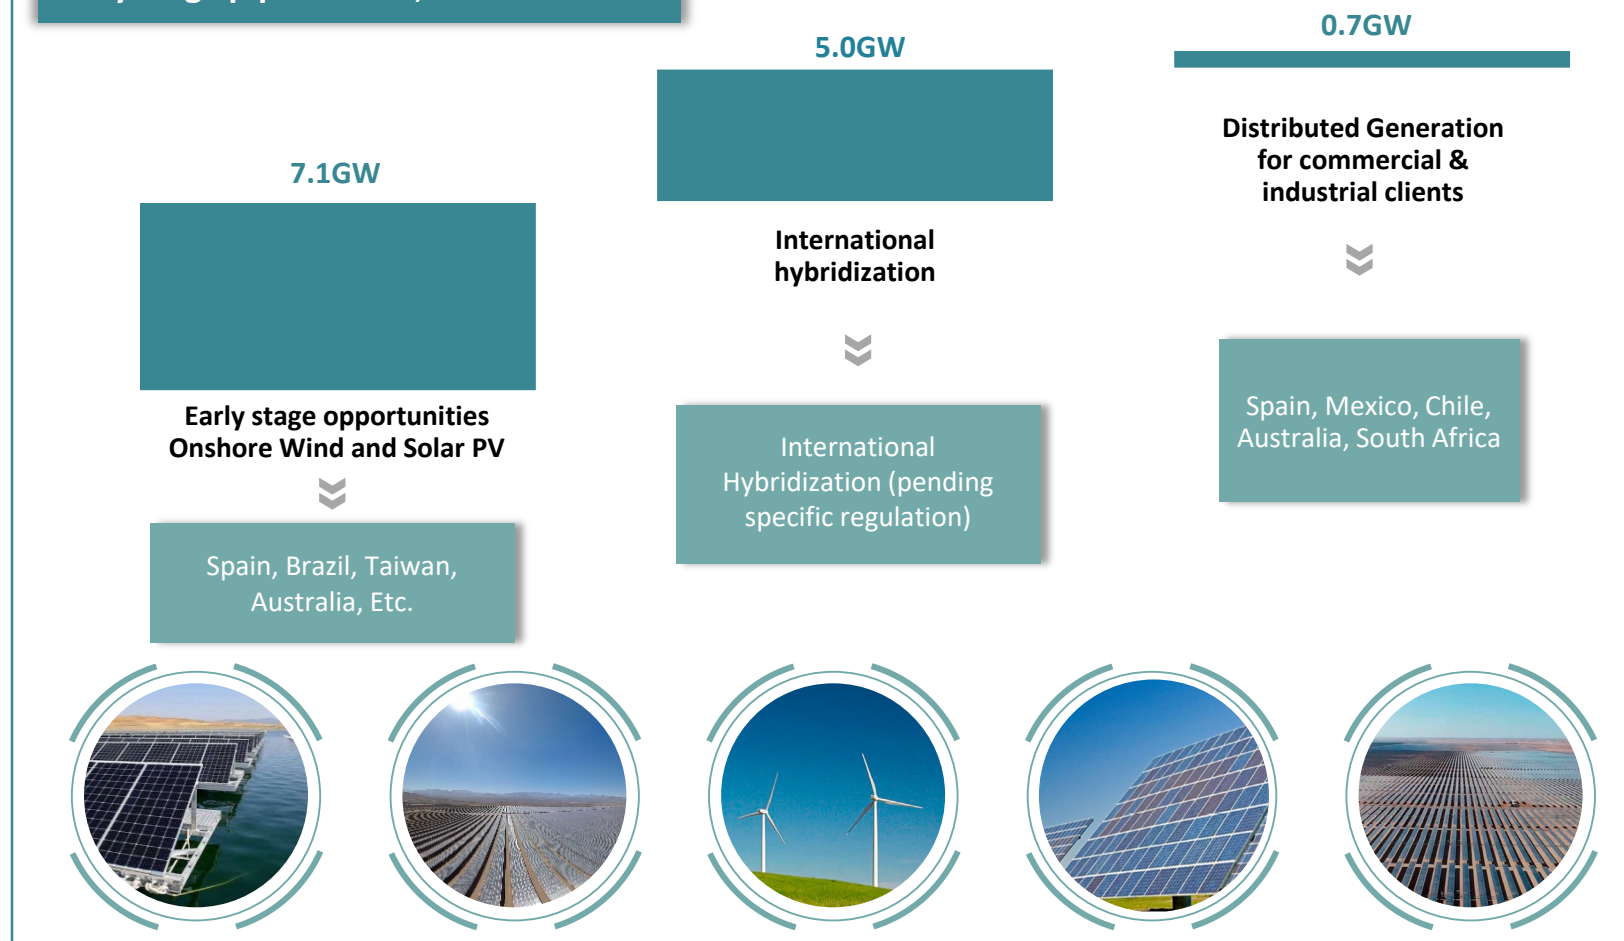 7.1GW
Early stage opportunities
Onshore Wind and Solar PV
Spain, Brazil, Taiwan,
Australia, Etc.
5.0GW
International
hybridization
International
Hybridization (pending
specific regulation)
0.7GW
Distributed Generation
for commercial &
industrial clients
Spain, Mexico, Chile,
Australia, South Africa